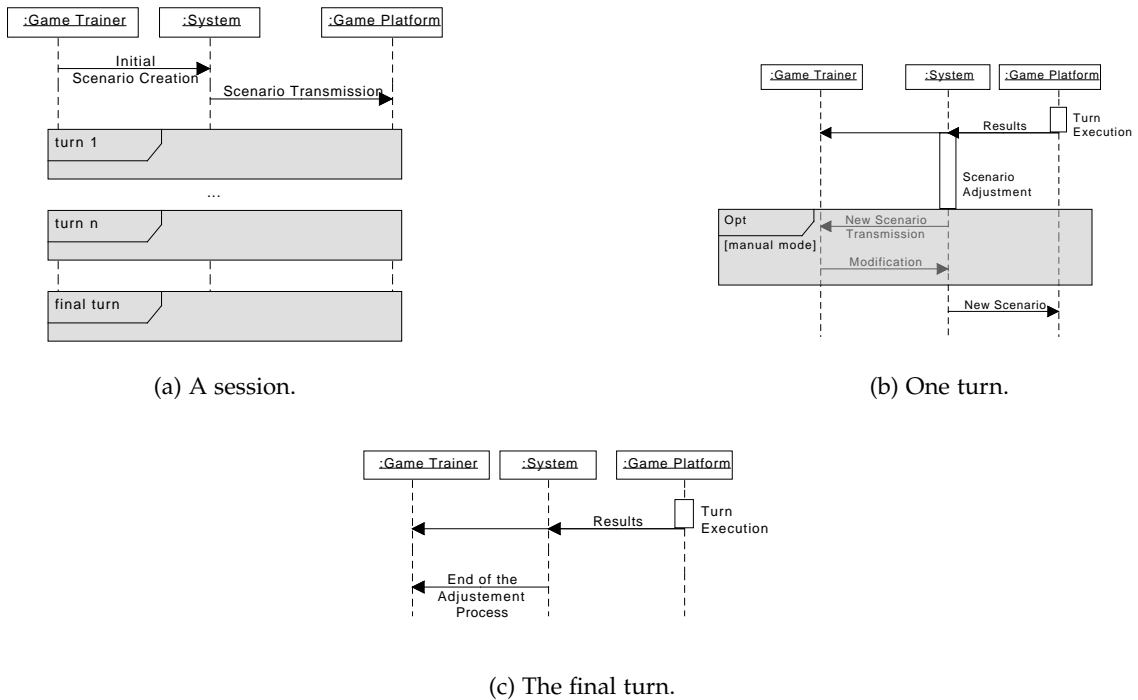 :Game Trainer
:System
:Game Platform
Initial
Scenario Creation
Scenario Transmission
turn 1
...
turn n
final turn
(a) A session.
:Game Trainer
:System
:Game Platform
Turn
Execution
Results
Scenario
Adjustment
Opt
[manual mode]
New Scenario
Transmission
Modification
New Scenario
(b) One turn.
:Game Trainer
:System
:Game Platform
Turn
Execution
Results
End of the
Adjustement
Process
(c) The final turn.